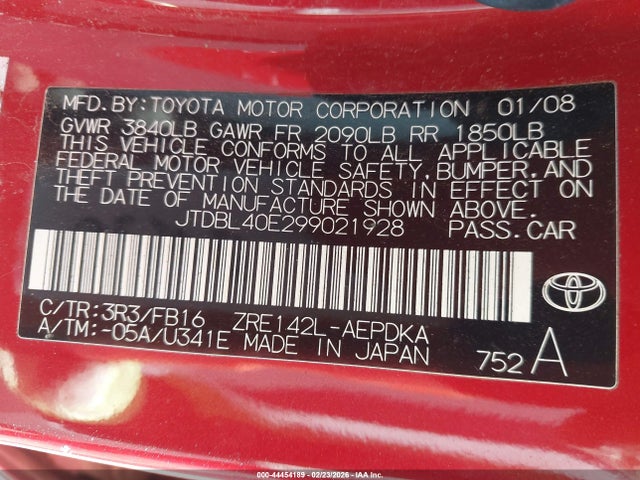 MFD. BY: TOYOTA MOTOR CORPORATION 01/08
GVWR 3840LB GAWR FR 2090LB RR 1850LB
THIS VEHICLE CONFORMS TO ALL APPLICABLE
FEDERAL MOTOR VEHICLE SAFETY, BUMPER, AND
THEFT PREVENTION STANDARDS IN EFFECT ON
THE DATE OF MANUFACTURE SHOWN ABOVE.
JTDBL40E299021928 PASS. CAR
TOYOTA
C/TR: 3R3/FB16 ZRE142L-AEPDKA
A/TM: -05A/U341E MADE IN JAPAN
752 A
000-44454189 - 02/23/2026 - IAA Inc.